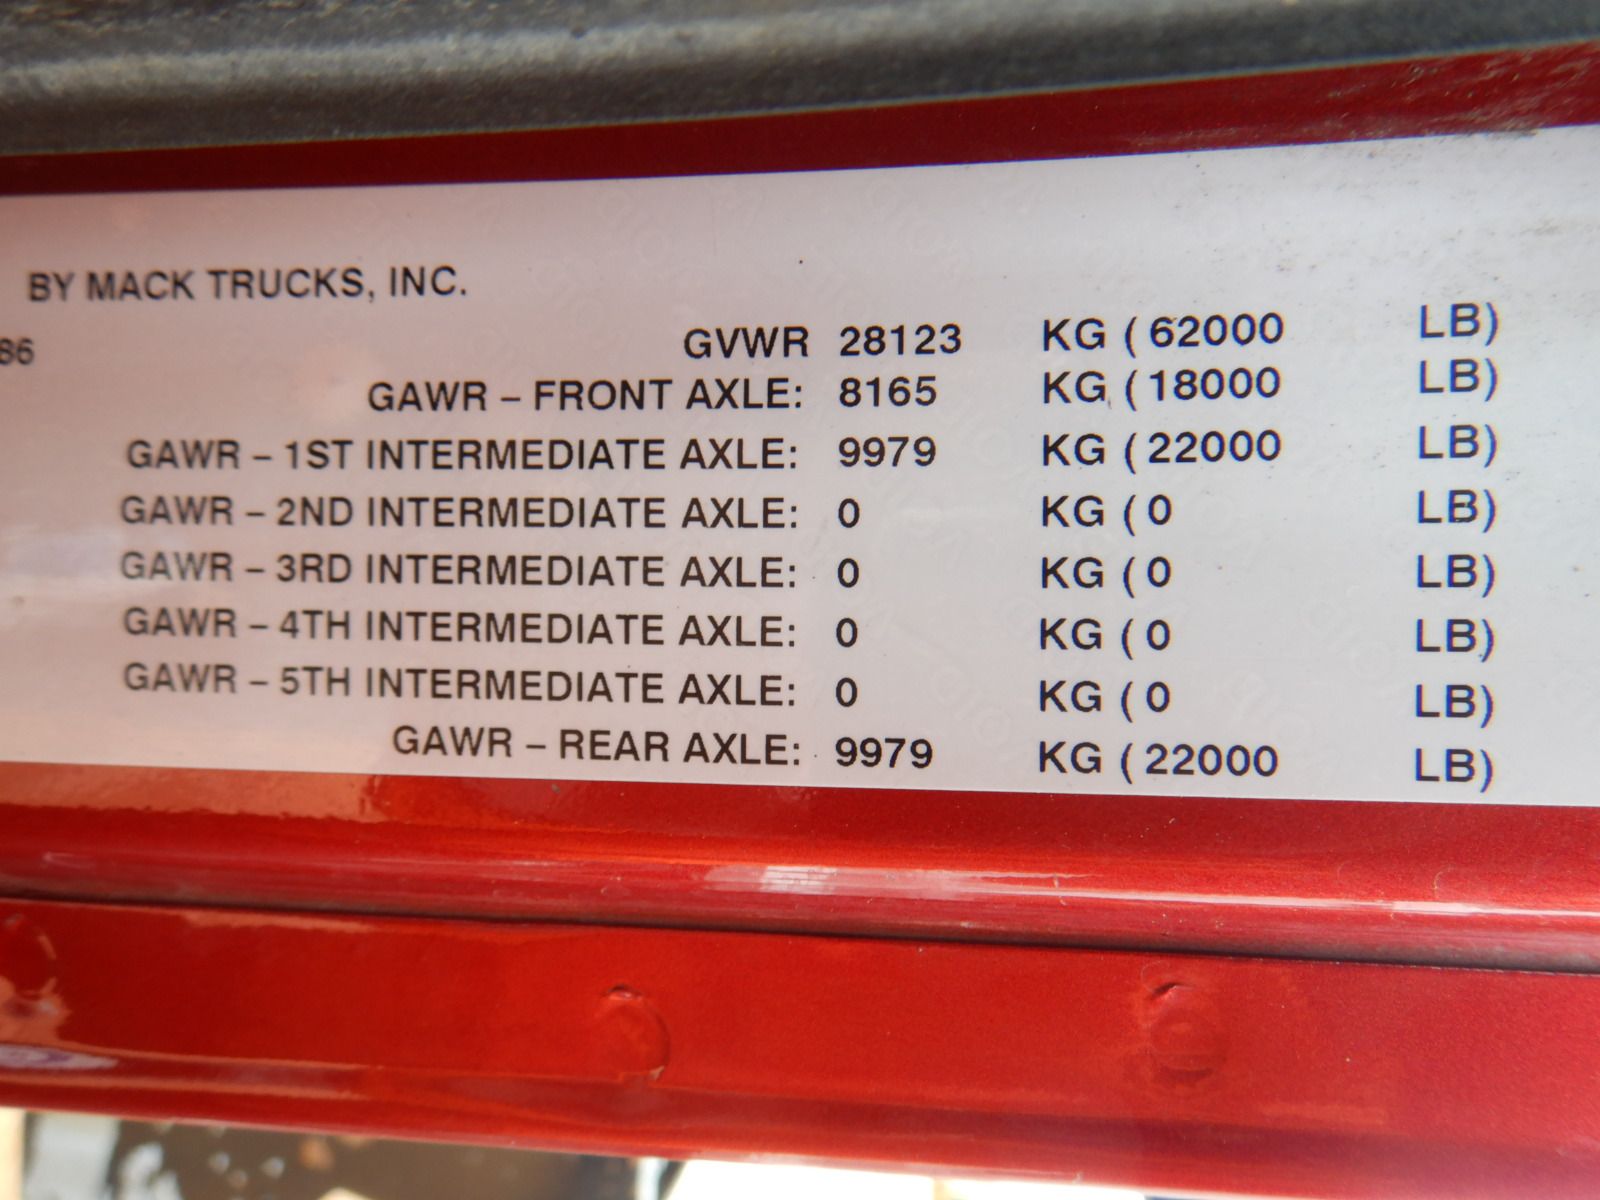 BY MACK TRUCKS, INC.
86
GVWR 28123 KG (62000 LB)
GAWR – FRONT AXLE: 8165 KG (18000 LB)
GAWR – 1ST INTERMEDIATE AXLE: 9979 KG (22000 LB)
GAWR – 2ND INTERMEDIATE AXLE: 0 KG (0 LB)
GAWR – 3RD INTERMEDIATE AXLE: 0 KG (0 LB)
GAWR – 4TH INTERMEDIATE AXLE: 0 KG (0 LB)
GAWR – 5TH INTERMEDIATE AXLE: 0 KG (0 LB)
GAWR – REAR AXLE: 9979 KG (22000 LB)